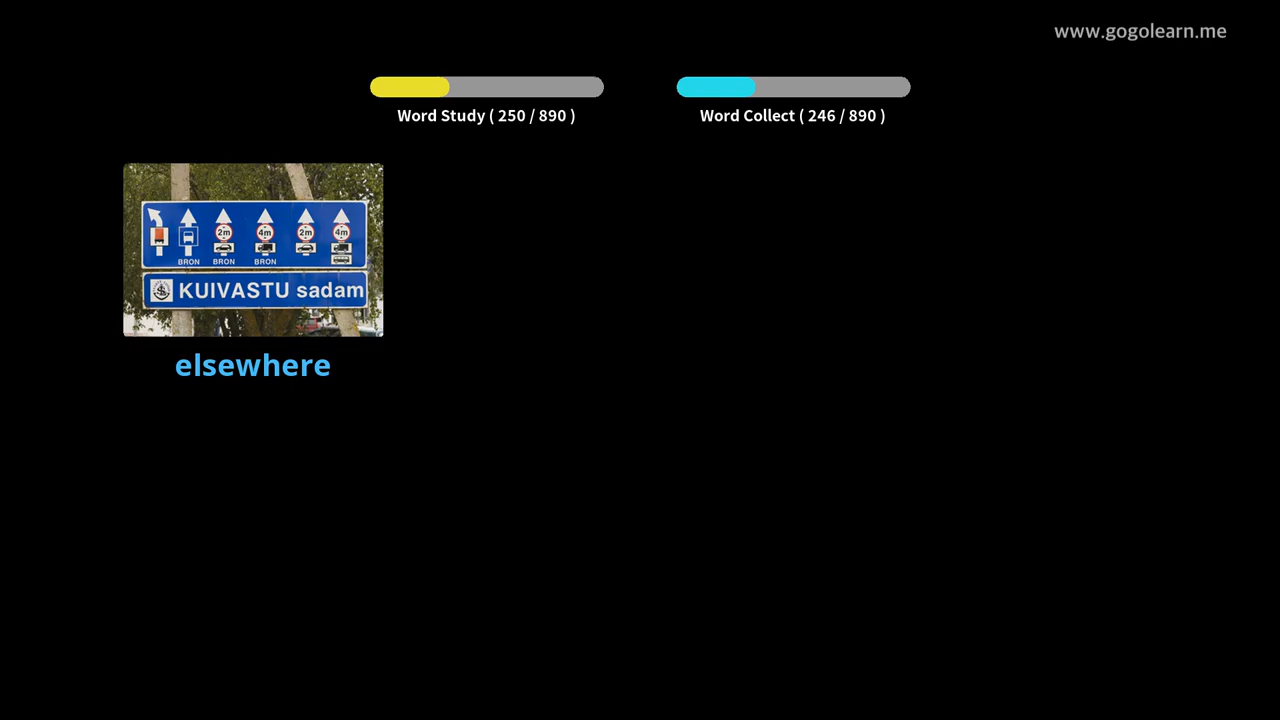 www.gogolearn.me
Word Study ( 250 / 890 )
Word Collect ( 246 / 890 )
2m 4m 2m 4m
BRON BRON BRON
KUIVASTU sadam
elsewhere